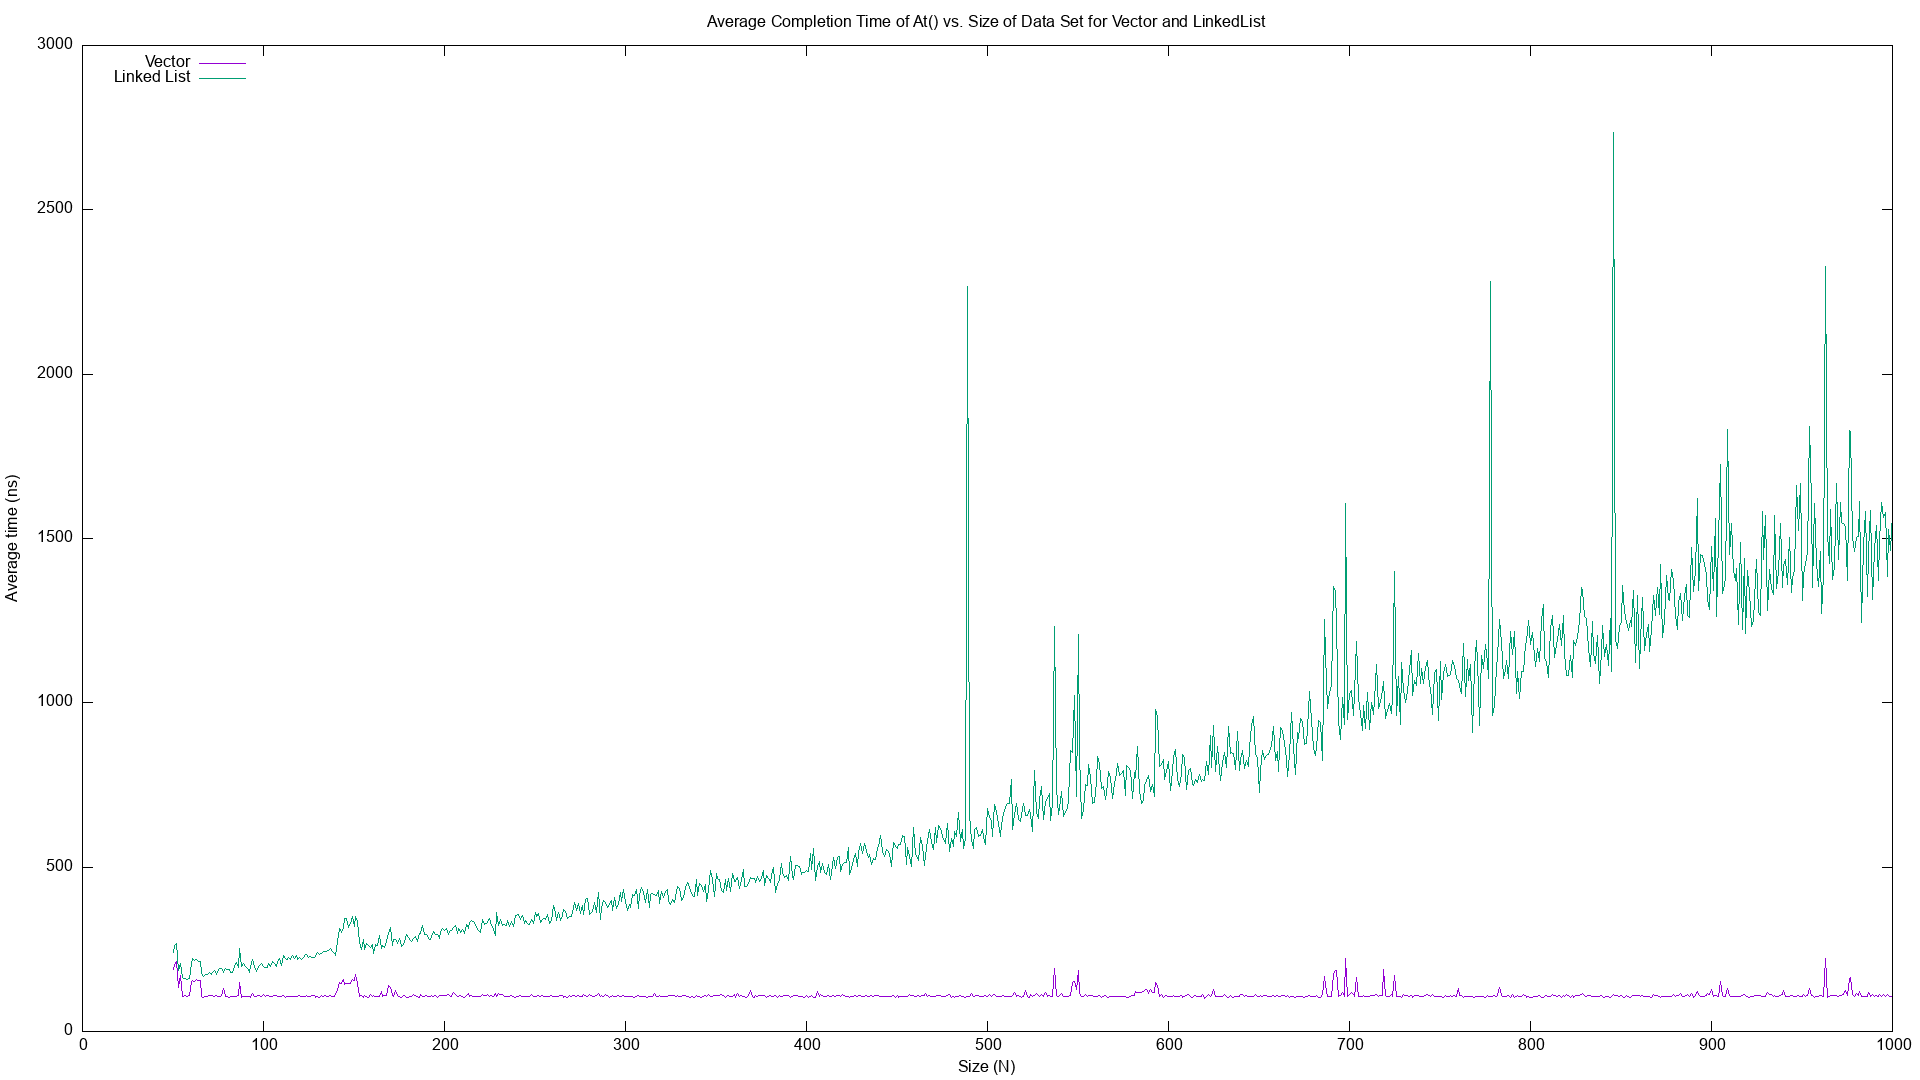 Average Completion Time of At() vs. Size of Data Set for Vector and LinkedList
3000
2500
2000
1500
1000
500
0
Average time (ns)
Vector
Linked List
0 100 200 300 400 500 600 700 800 900 1000
Size (N)